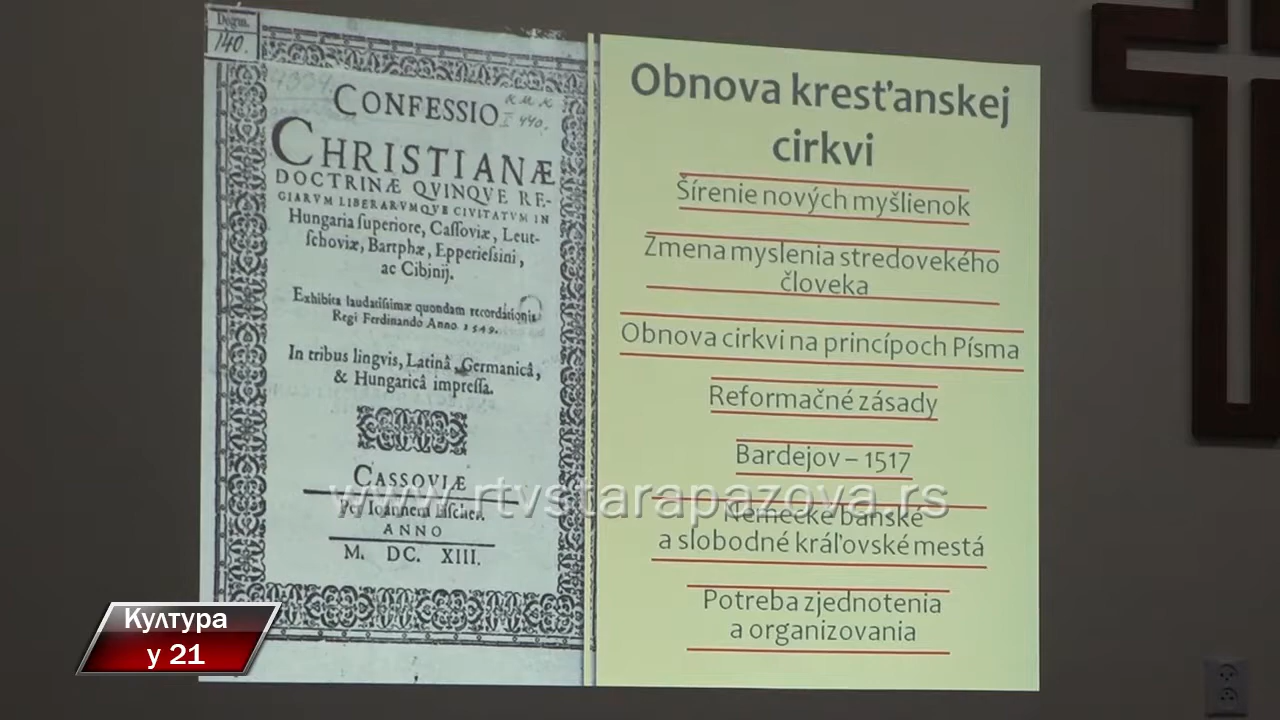 Dogm.
140.
CONFESSIO
CHRISTIANÆ
DOCTRINÆ QVINQVE RE-
GIARVM LIBERARVMQVE CIVITATVM IN
Hungaria ſuperiore, Caſſoviæ, Leut-
ſchoviæ, Bartphæ, Epperieſsini,
ac Cibjnij.
Exhibita laudatiſsimæ quondam recordationis
Regi Ferdinando Anno 1549.
In tribus lingvis, Latinâ, Germanicâ,
& Hungaricâ impreſſa.
CASSOVIÆ
Per Ioannem Fiſcher.
ANNO
M. DC. XIII.
Obnova kresťanskej
cirkvi
Šírenie nových myšlienok
Zmena myslenia stredovekého
človeka
Obnova cirkvi na princípoch Písma
Reformačné zásady
Bardejov – 1517
Nemecké banské
a slobodné kráľovské mestá
Potreba zjednotenia
a organizovania
www.rtvstarapazova.rs
Култура
у 21